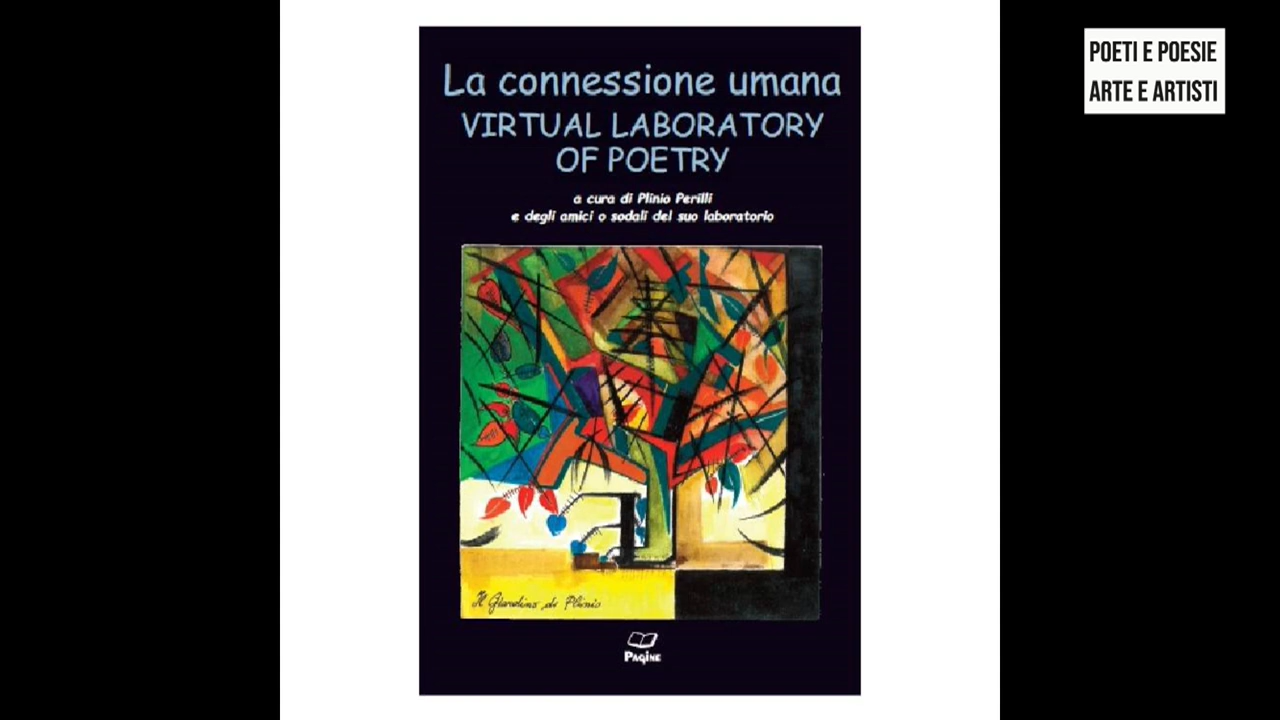 La connessione umana
VIRTUAL LABORATORY
OF POETRY
a cura di Plinio Perilli
e degli amici o sodali del suo laboratorio
Il Giardino di Plinio
Pagine
POETI E POESIE
ARTE E ARTISTI